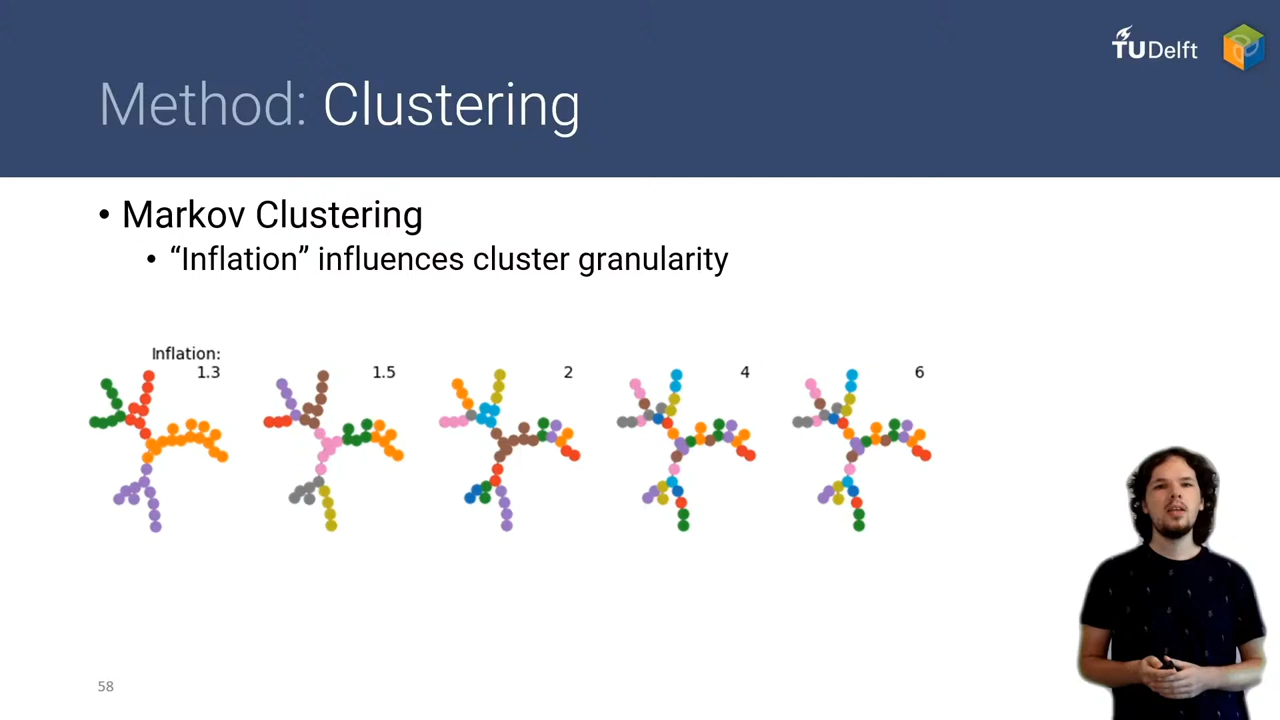 TUDelft
Method: Clustering
• Markov Clustering
• “Inflation” influences cluster granularity
Inflation:
1.3
1.5
2
4
6
58